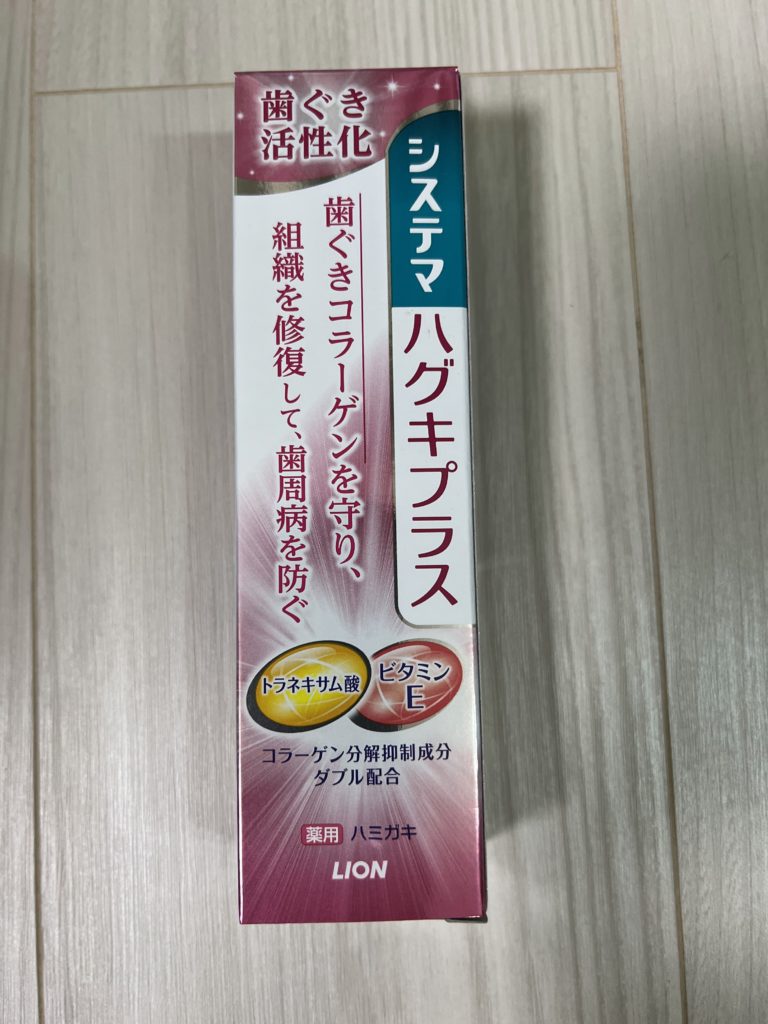 歯ぐき
活性化
システマ
ハグキプラス
歯ぐきコラーゲンを守り、
組織を修復して、歯周病を防ぐ
トラネキサム酸
ビタミン
E
コラーゲン分解抑制成分
ダブル配合
薬用 ハミガキ
LION